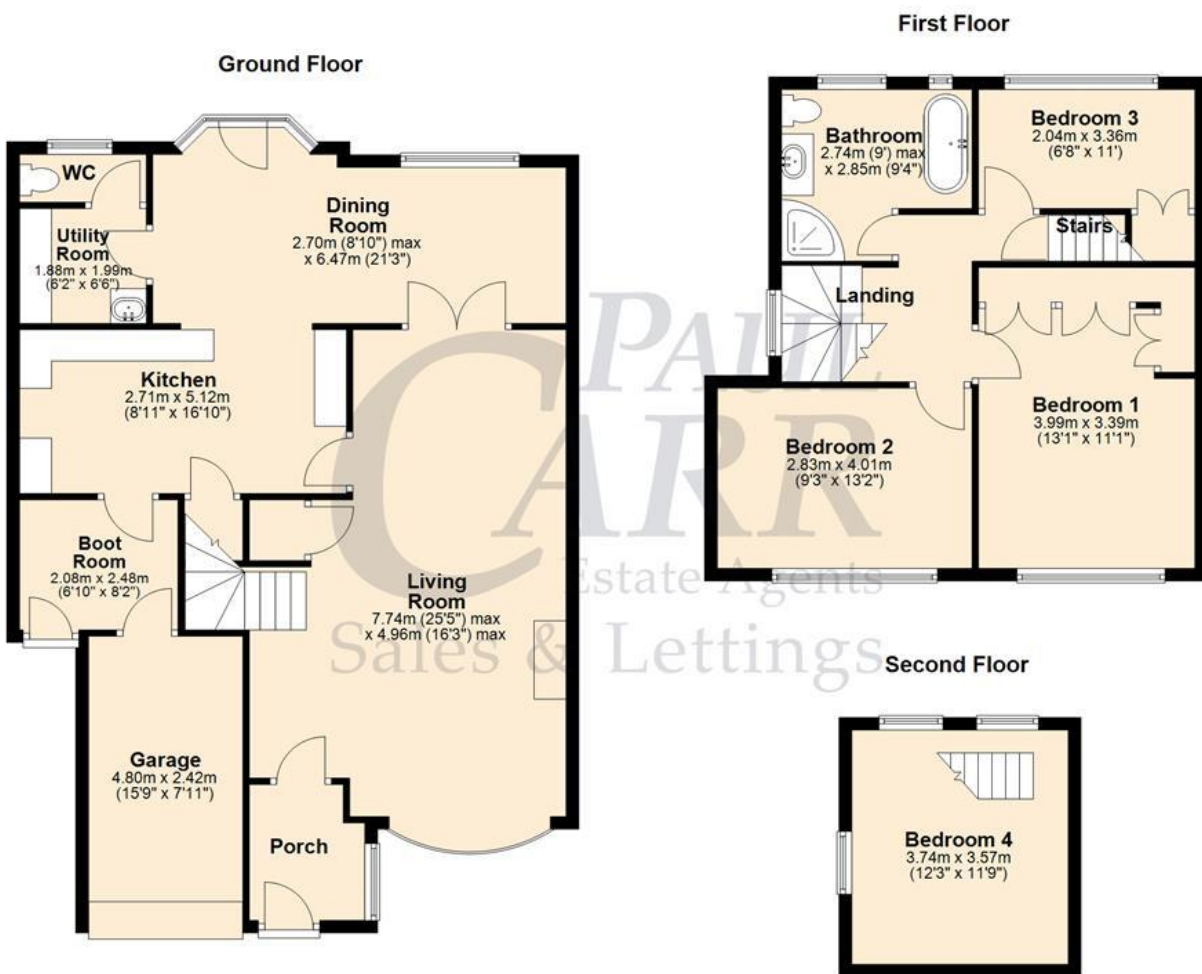 Ground Floor
WC
Utility
Room
1.88m x 1.99m
(6'2" x 6'6")
Dining
Room
2.70m (8'10") max
x 6.47m (21'3")
Kitchen
2.71m x 5.12m
(8'11" x 16'10")
Boot
Room
2.08m x 2.48m
(6'10" x 8'2")
Living
Room
7.74m (25'5") max
x 4.96m (16'3") max
Garage
4.80m x 2.42m
(15'9" x 7'11")
Porch
First Floor
Bathroom
2.74m (9') max
x 2.85m (9'4")
Bedroom 3
2.04m x 3.36m
(6'8" x 11')
Stairs
Landing
Bedroom 2
2.83m x 4.01m
(9'3" x 13'2")
Bedroom 1
3.99m x 3.39m
(13'1" x 11'1")
Second Floor
Bedroom 4
3.74m x 3.57m
(12'3" x 11'9")
PAUL
CARR
Estate Agents
Sales & Lettings